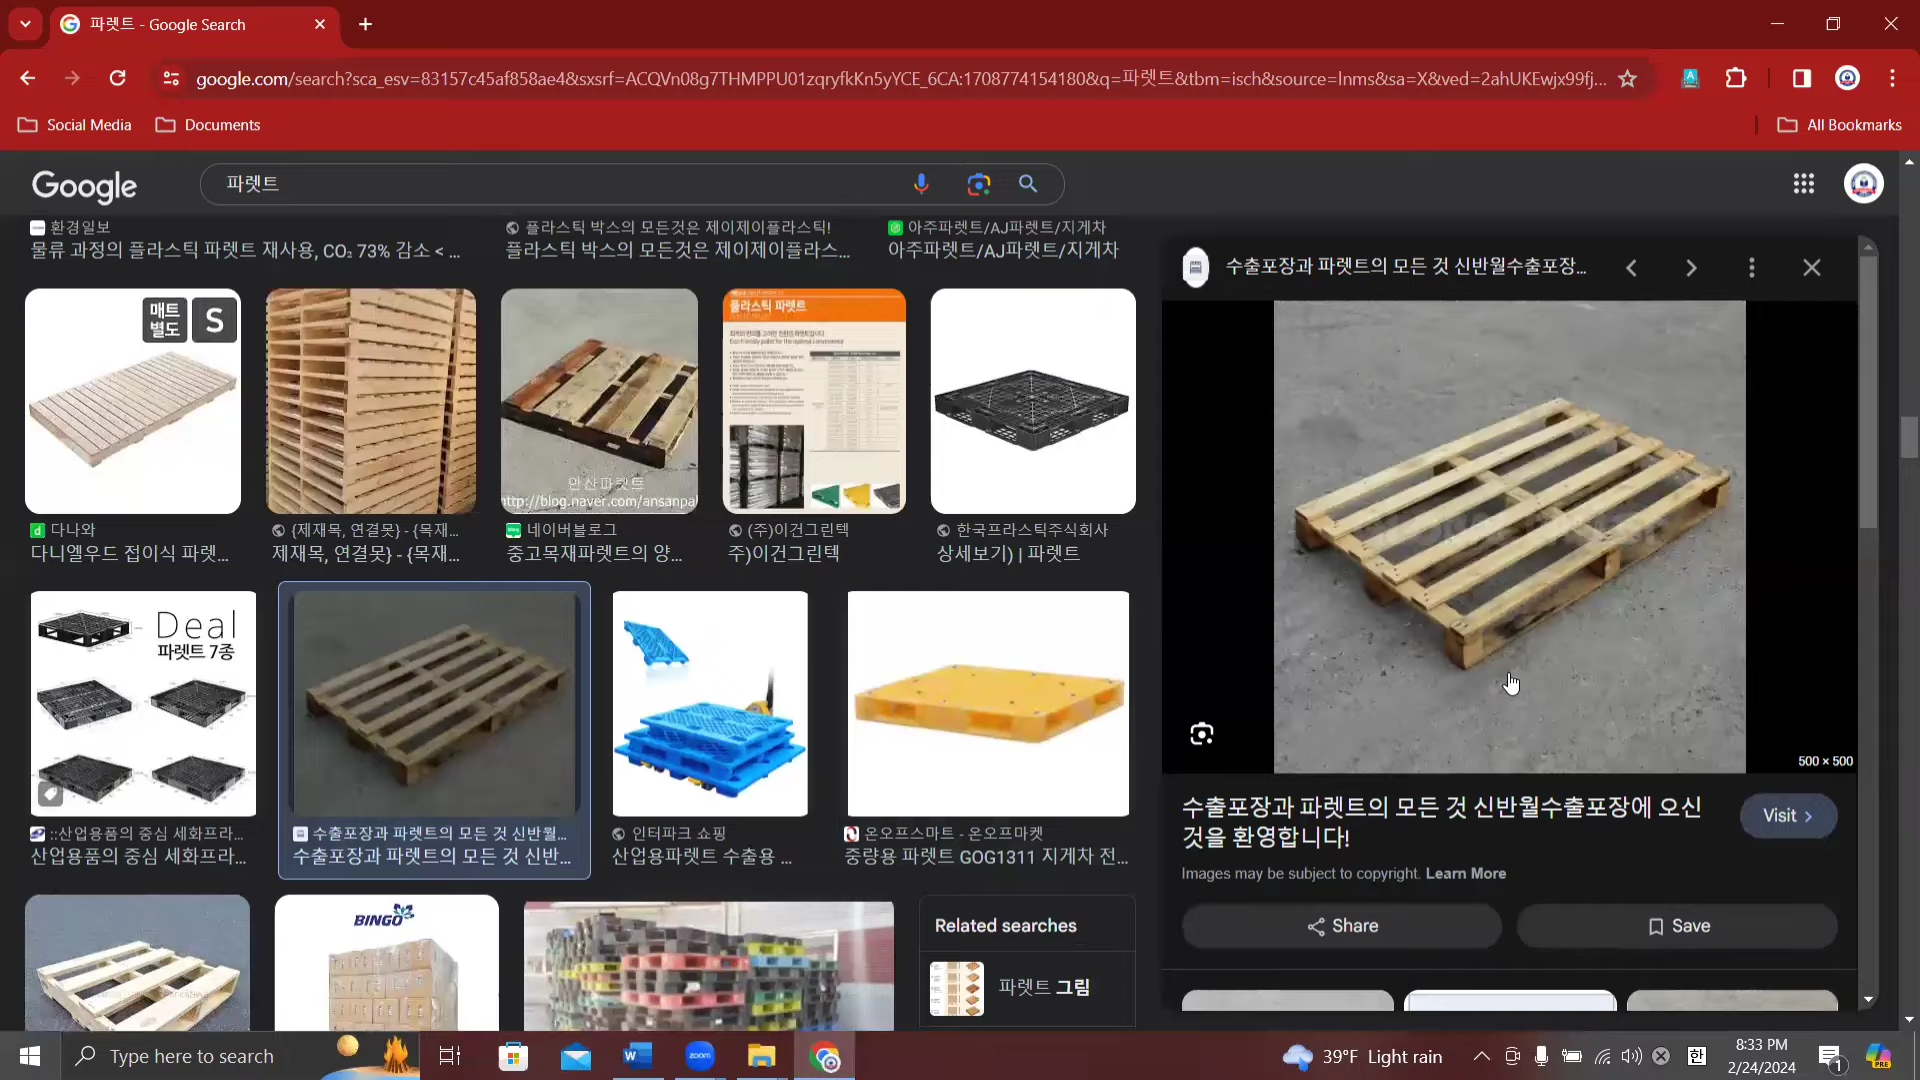 파렛트 - Google Search
google.com/search?sca_esv=83157c45af858ae4&sxsrf=ACQVn08g7THMPPU01zqryfkKn5yYCE_6CA:1708774154180&q=파렛트&tbm=isch&source=lnms&sa=X&ved=2ahUKEwjx99fj...
Social Media
Documents
All Bookmarks
Google
파렛트
환경일보
플라스틱 박스의 모든것은 제이제이플라스틱!
아주파렛트/AJ파렛트/지게차
물류 과정의 플라스틱 파렛트 재사용, CO₂ 73% 감소 < ...
플라스틱 박스의 모든것은 제이제이플라스...
아주파렛트/AJ파렛트/지게차
수출포장과 파렛트의 모든 것 신반월수출포장...
매트
별도
S
플라스틱 파렛트
안산파렛트
http://blog.naver.com/ansanpal
다나와
{제재목, 연결못} - {목재...
네이버블로그
(주)이건그린텍
한국프라스틱주식회사
다니엘우드 접이식 파렛...
제재목, 연결못} - {목재...
중고목재파렛트의 양...
주)이건그린텍
상세보기) | 파렛트
Deal
파렛트 7종
500 × 500
::산업용품의 중심 세화프라...
수출포장과 파렛트의 모든 것 신반월...
인터파크 쇼핑
온오프스마트 - 온오프마켓
산업용품의 중심 세화프라...
수출포장과 파렛트의 모든 것 신반...
산업용파렛트 수출용 ...
중량용 파렛트 GOG1311 지게차 전...
수출포장과 파렛트의 모든 것 신반월수출포장에 오신
것을 환영합니다!
Visit
Images may be subject to copyright. Learn More
Share
Save
BINGO
Related searches
파렛트 그림
Type here to search
zoom
39°F Light rain
한
8:33 PM
2/24/2024
1
PRE